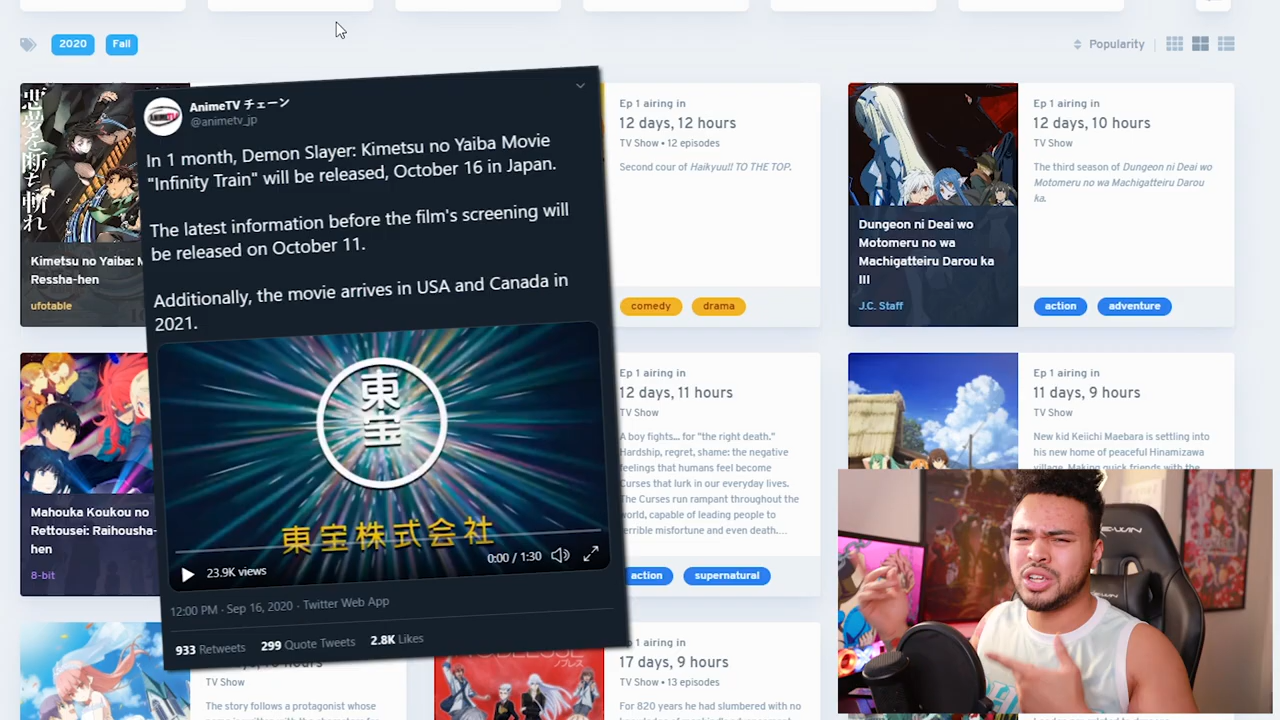 2020
Fall
Popularity
悪夢を断ち斬れ
Kimetsu no Yaiba: M
Ressha-hen
ufotable
AnimeTV チェーン
@animetv_jp
In 1 month, Demon Slayer: Kimetsu no Yaiba Movie
"Infinity Train" will be released, October 16 in Japan.
The latest information before the film's screening will
be released on October 11.
Additionally, the movie arrives in USA and Canada in
2021.
東宝
東宝株式会社
23.9K views
0:00 / 1:30
12:00 PM · Sep 16, 2020 · Twitter Web App
933 Retweets 299 Quote Tweets 2.8K Likes
Ep 1 airing in
12 days, 12 hours
TV Show • 12 episodes
Second cour of Haikyuu!! TO THE TOP.
comedy
drama
Dungeon ni Deai wo
Motomeru no wa
Machigatteiru Darou ka
III
J.C. Staff
Ep 1 airing in
12 days, 10 hours
TV Show
The third season of Dungeon ni Deai wo
Motomeru no wa Machigatteiru Darou
ka.
action
adventure
Mahouka Koukou no
Rettousei: Raihousha-
hen
8-bit
Ep 1 airing in
12 days, 11 hours
TV Show
A boy fights... for "the right death."
Hardship, regret, shame: the negative
feelings that humans feel become
Curses that lurk in our everyday lives.
The Curses run rampant throughout the
world, capable of leading people to
terrible misfortune and even death....
action
supernatural
Ep 1 airing in
11 days, 9 hours
TV Show
New kid Keiichi Maebara is settling into
his new home of peaceful Hinamizawa
village. Making quick friends with the
TV Show
The story follows a protagonist whose
NOBLESSE
ノブレス
1 airing in
17 days, 9 hours
TV Show • 13 episodes
For 820 years he had slumbered with no